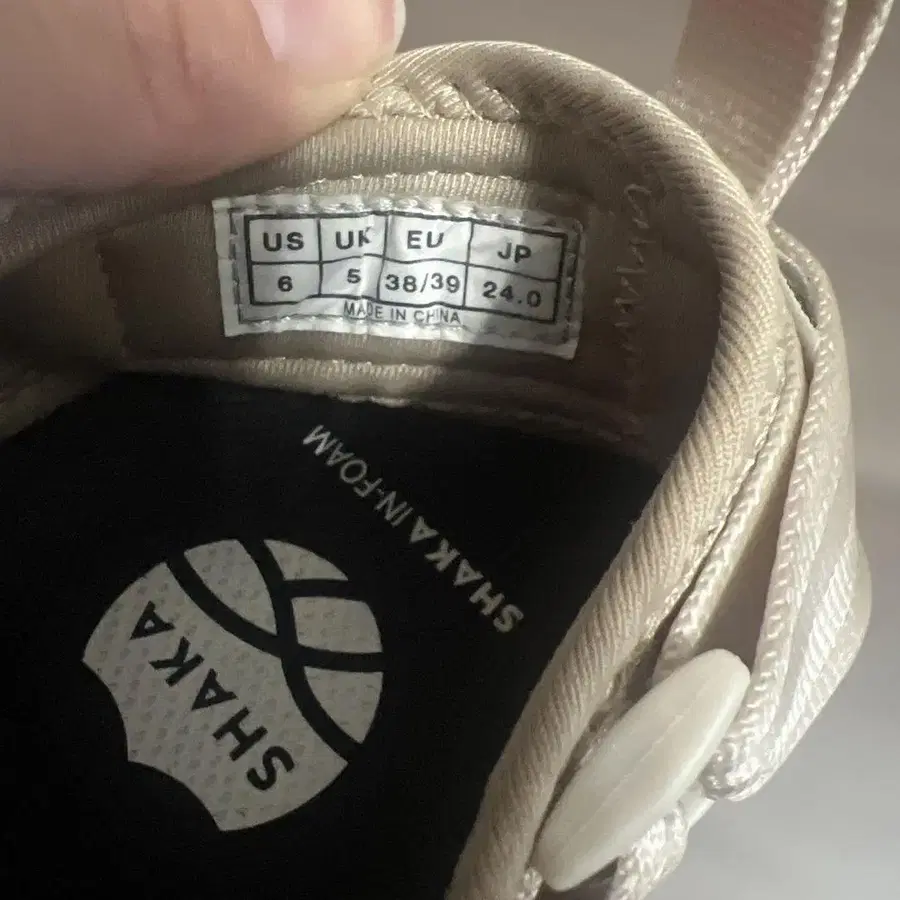 US UK EU JP
6 5 38/39 24.0
MADE IN CHINA
SHAKA IN-FOAM
SHAKA